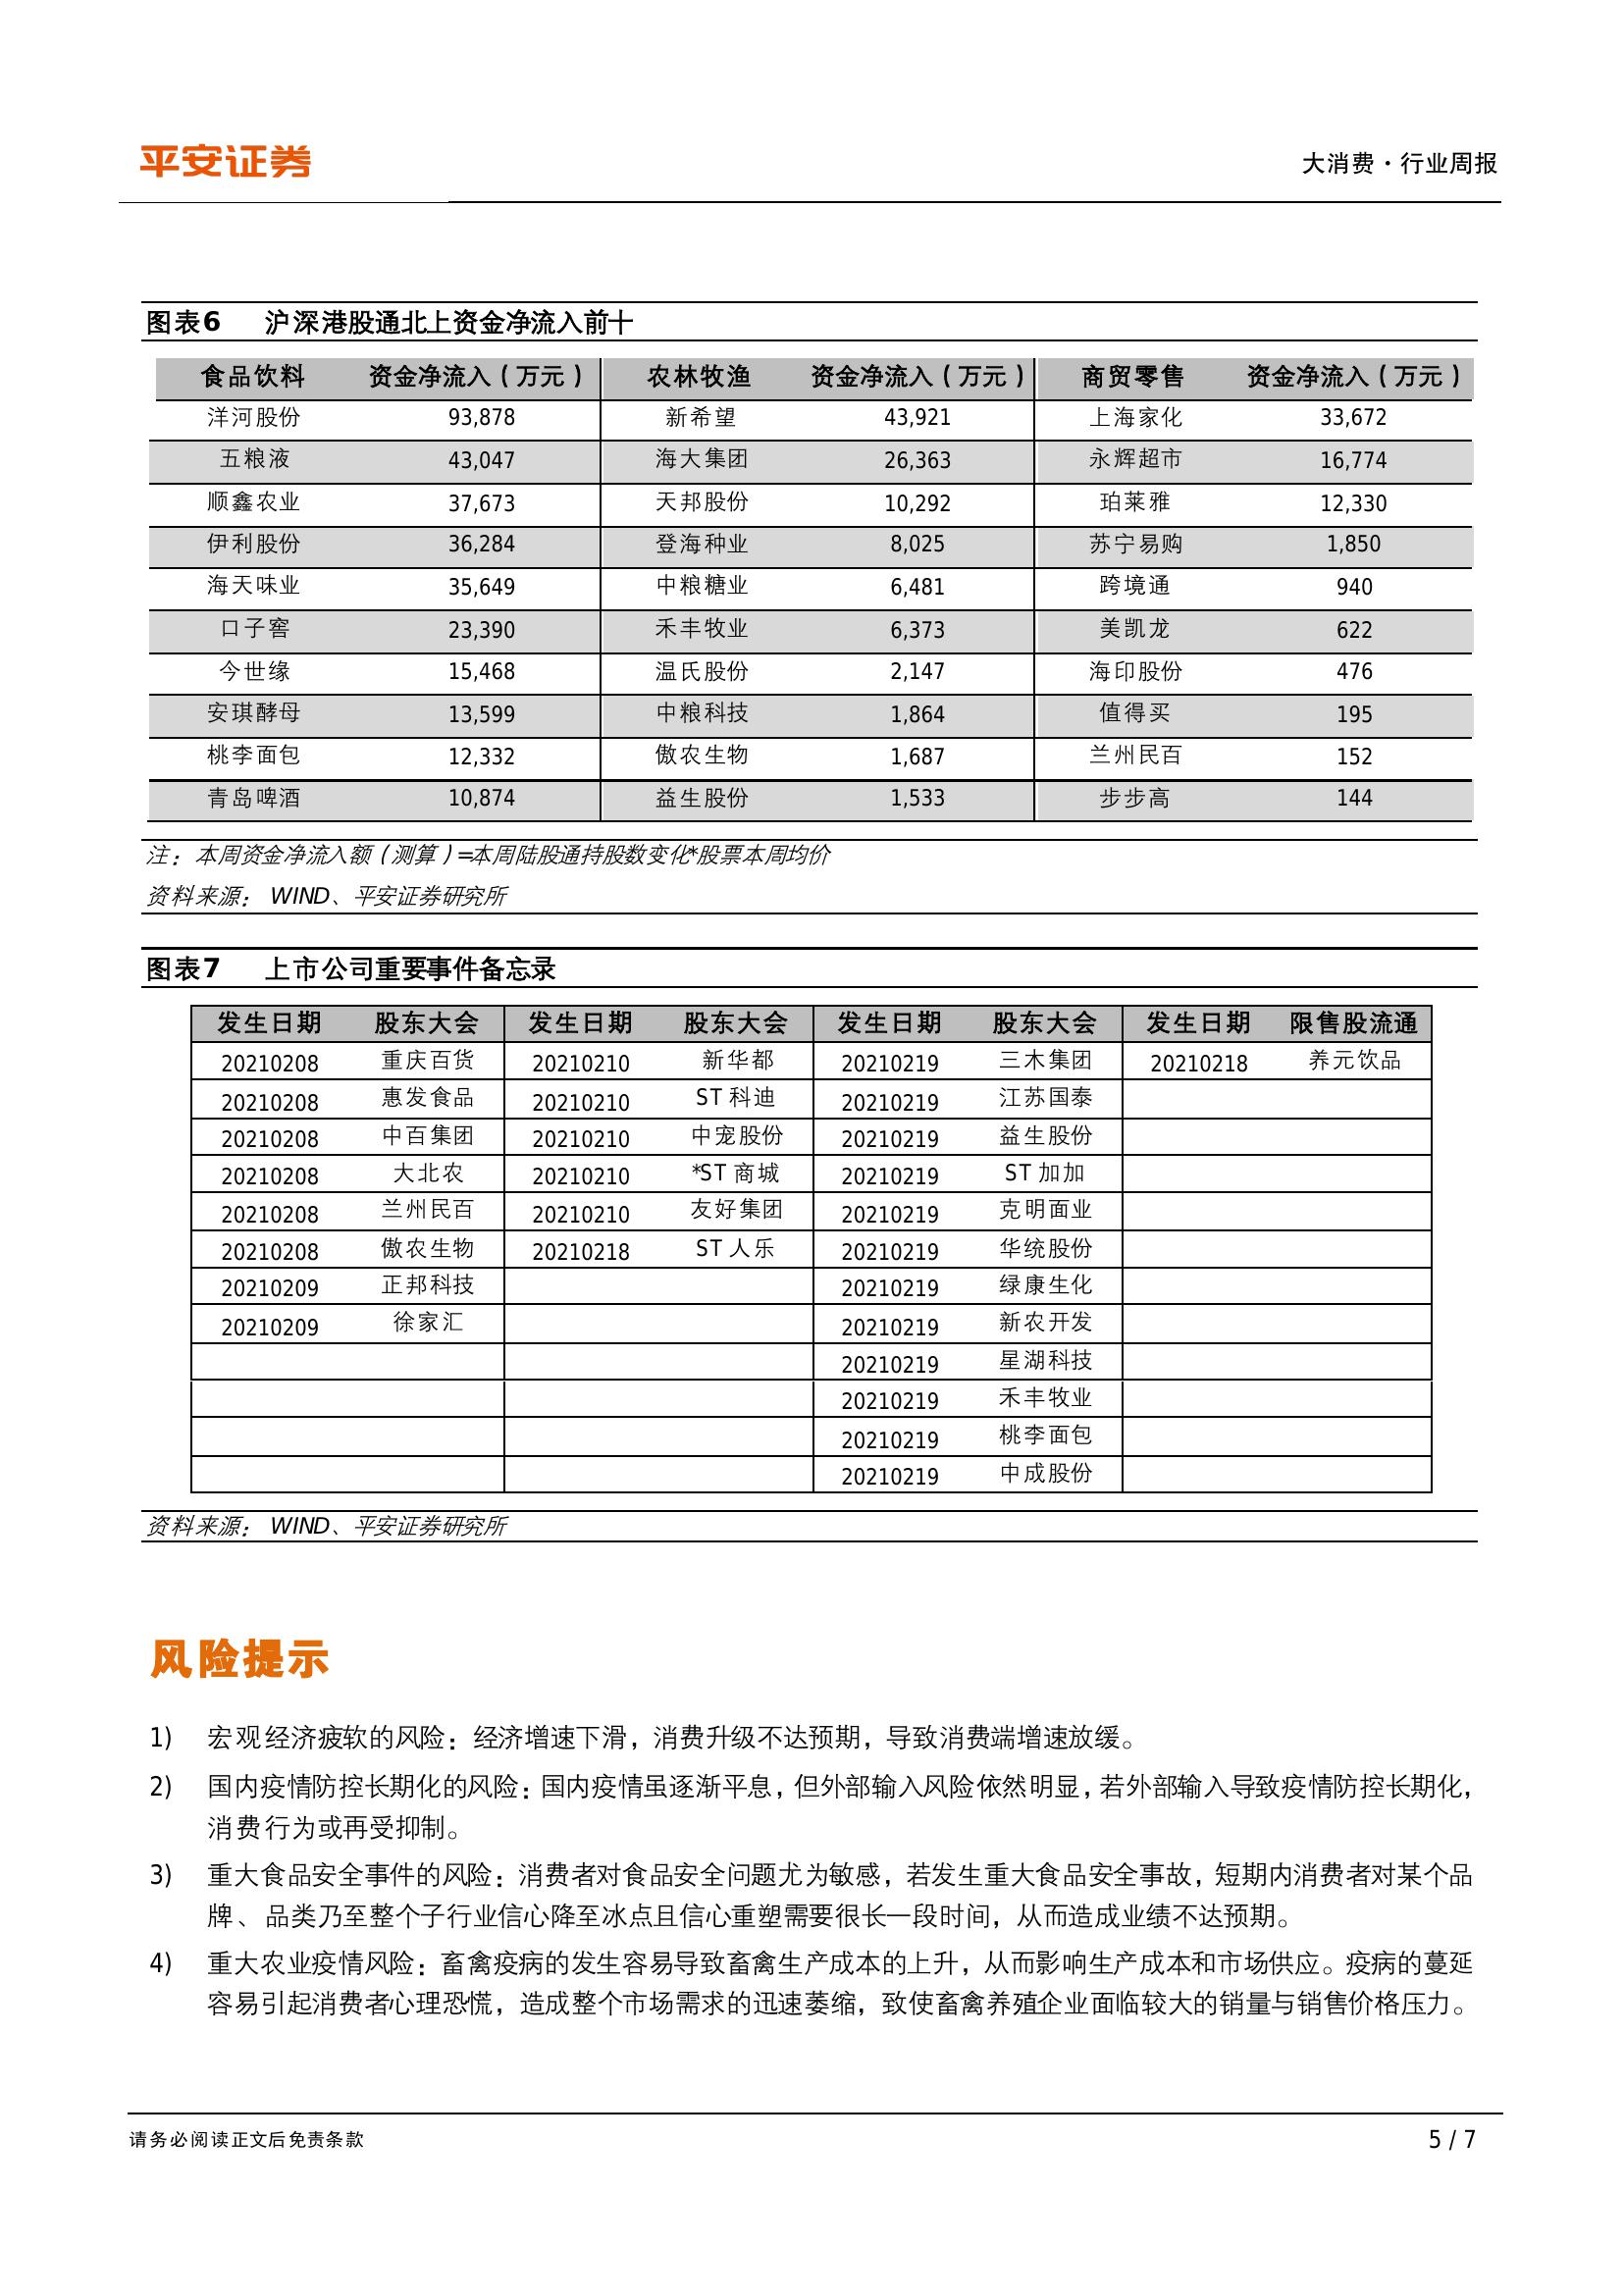 平安证券
大消费·行业周报
图表6 沪深港股通北上资金净流入前十
食品饮料 资金净流入（万元） 农林牧渔 资金净流入（万元） 商贸零售 资金净流入（万元）
洋河股份 93,878 新希望 43,921 上海家化 33,672
五粮液 43,047 海大集团 26,363 永辉超市 16,774
顺鑫农业 37,673 天邦股份 10,292 珀莱雅 12,330
伊利股份 36,284 登海种业 8,025 苏宁易购 1,850
海天味业 35,649 中粮糖业 6,481 跨境通 940
口子窖 23,390 禾丰牧业 6,373 美凯龙 622
今世缘 15,468 温氏股份 2,147 海印股份 476
安琪酵母 13,599 中粮科技 1,864 值得买 195
桃李面包 12,332 傲农生物 1,687 兰州民百 152
青岛啤酒 10,874 益生股份 1,533 步步高 144
注：本周资金净流入额（测算）=本周陆股通持股数变化*股票本周均价
资料来源： WIND、平安证券研究所
图表7 上市公司重要事件备忘录
发生日期 股东大会 发生日期 股东大会 发生日期 股东大会 发生日期 限售股流通
20210208 重庆百货 20210210 新华都 20210219 三木集团 20210218 养元饮品
20210208 惠发食品 20210210 ST 科迪 20210219 江苏国泰
20210208 中百集团 20210210 中宠股份 20210219 益生股份
20210208 大北农 20210210 *ST 商城 20210219 ST 加加
20210208 兰州民百 20210210 友好集团 20210219 克明面业
20210208 傲农生物 20210218 ST 人乐 20210219 华统股份
20210209 正邦科技 20210219 绿康生化
20210209 徐家汇 20210219 新农开发
20210219 星湖科技
20210219 禾丰牧业
20210219 桃李面包
20210219 中成股份
资料来源： WIND、平安证券研究所
风险提示
1) 宏观经济疲软的风险：经济增速下滑，消费升级不达预期，导致消费端增速放缓。
2) 国内疫情防控长期化的风险：国内疫情虽逐渐平息，但外部输入风险依然明显，若外部输入导致疫情防控长期化，
消费行为或再受抑制。
3) 重大食品安全事件的风险：消费者对食品安全问题尤为敏感，若发生重大食品安全事故，短期内消费者对某个品
牌、品类乃至整个子行业信心降至冰点且信心重塑需要很长一段时间，从而造成业绩不达预期。
4) 重大农业疫情风险：畜禽疫病的发生容易导致畜禽生产成本的上升，从而影响生产成本和市场供应。疫病的蔓延
容易引起消费者心理恐慌，造成整个市场需求的迅速萎缩，致使畜禽养殖企业面临较大的销量与销售价格压力。
请务必阅读正文后免责条款
5 / 7